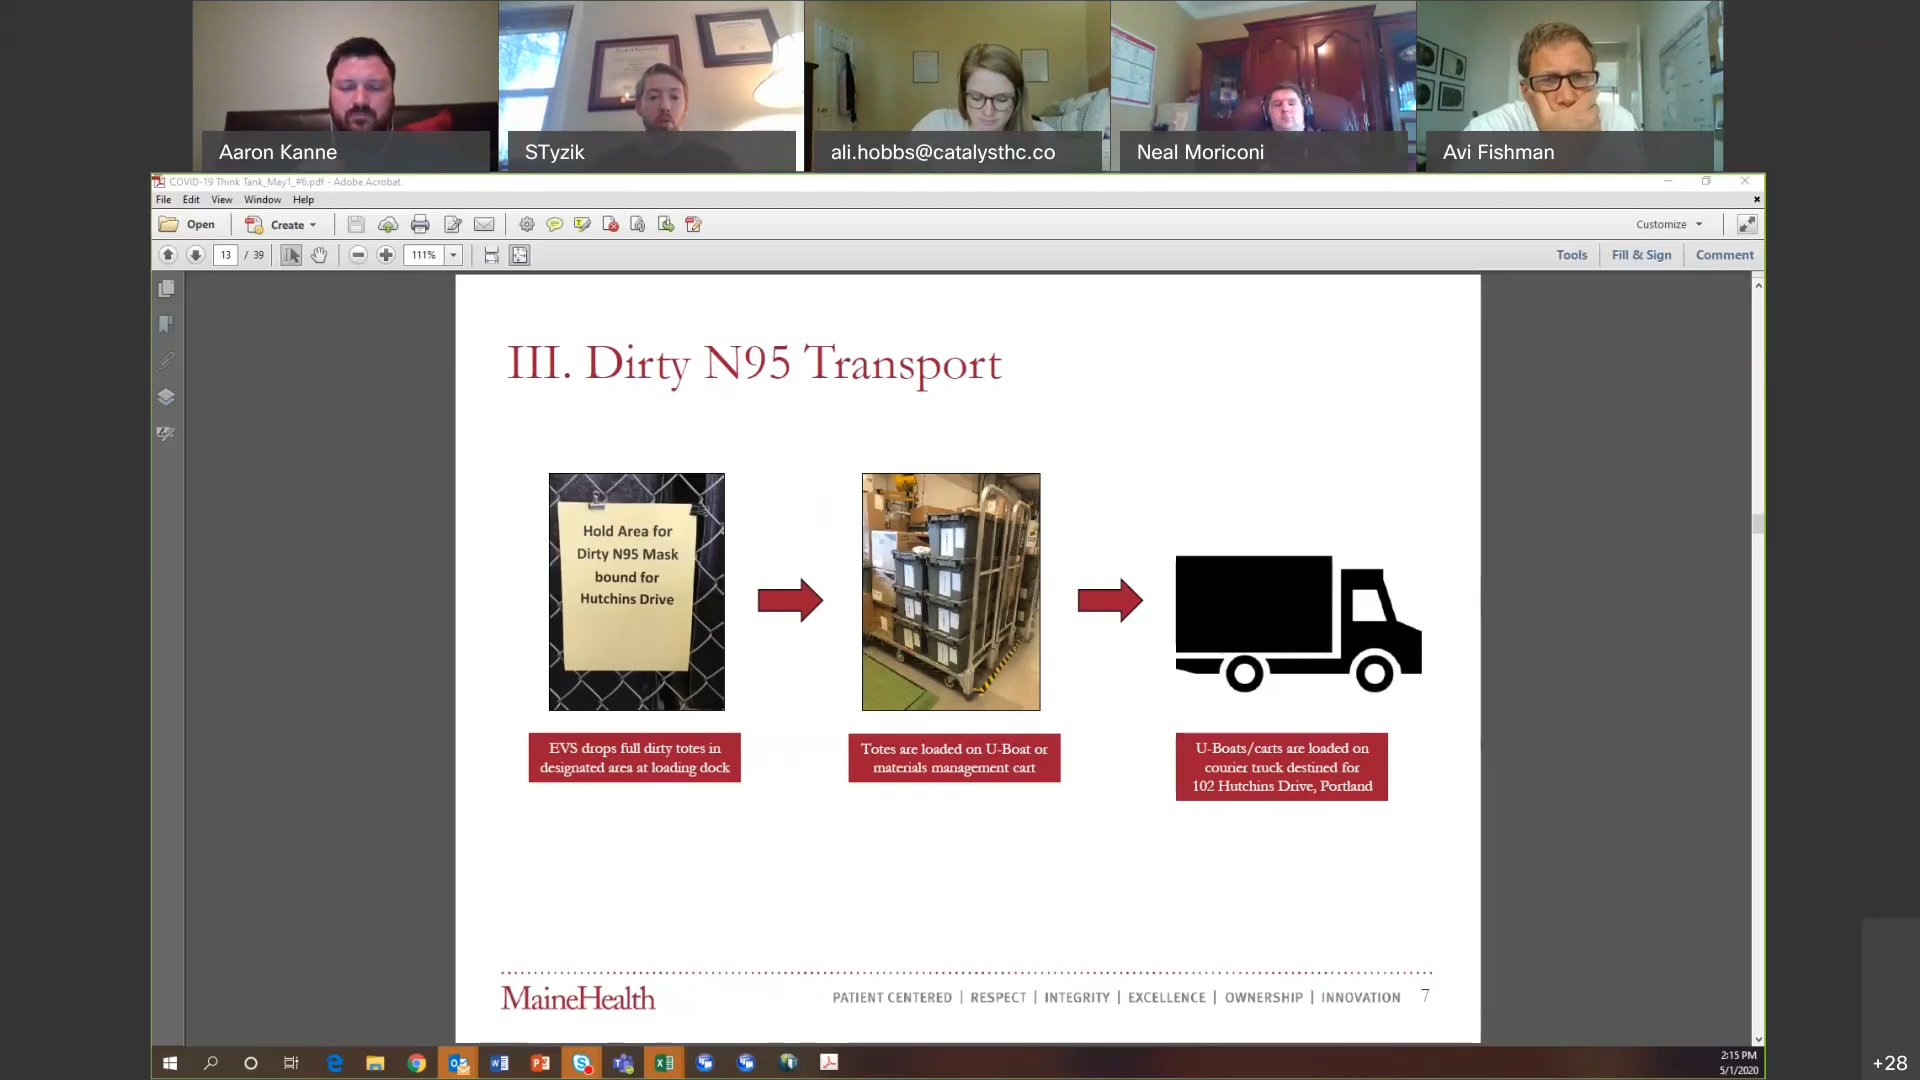 Aaron Kanne
STyzik
ali.hobbs@catalysthc.co
Neal Moriconi
Avi Fishman
COVID-19 Think Tank_May1_#6.pdf - Adobe Acrobat
File Edit View Window Help
Open Create Customize
13 / 39 111% Tools Fill & Sign Comment
III. Dirty N95 Transport
Hold Area for
Dirty N95 Mask
bound for
Hutchins Drive
EVS drops full dirty totes in
designated area at loading dock
Totes are loaded on U-Boat or
materials management cart
U-Boats/carts are loaded on
courier truck destined for
102 Hutchins Drive, Portland
MaineHealth
PATIENT CENTERED | RESPECT | INTEGRITY | EXCELLENCE | OWNERSHIP | INNOVATION 7
2:15 PM
5/1/2020
+28